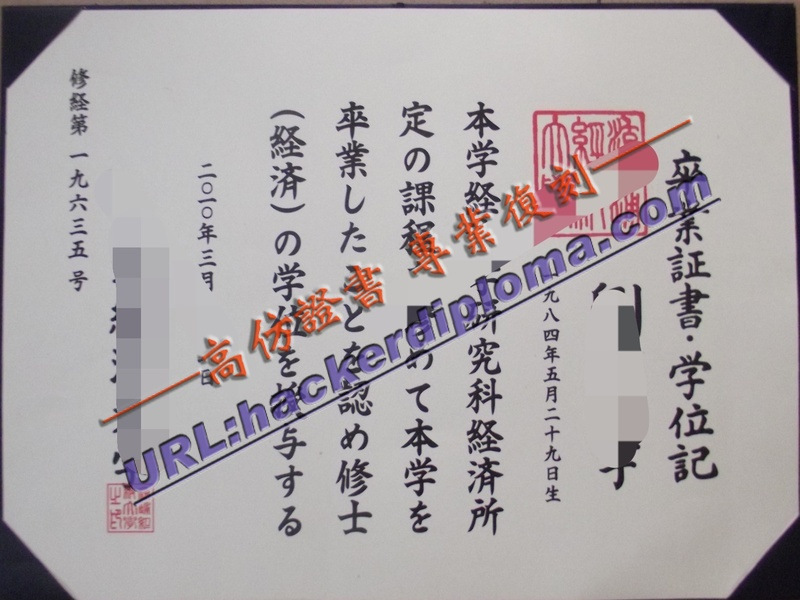 卒業証書・学位記
九八四年五月二十九日生
本学経 研究科経済所
定の課程 めて本学を
卒業したことを認め修士
（経済）の学位を授与する
二〇一〇年三月 日
修経第一九六三五号
高仿證書 專業復刻
URL:hackerdiploma.com